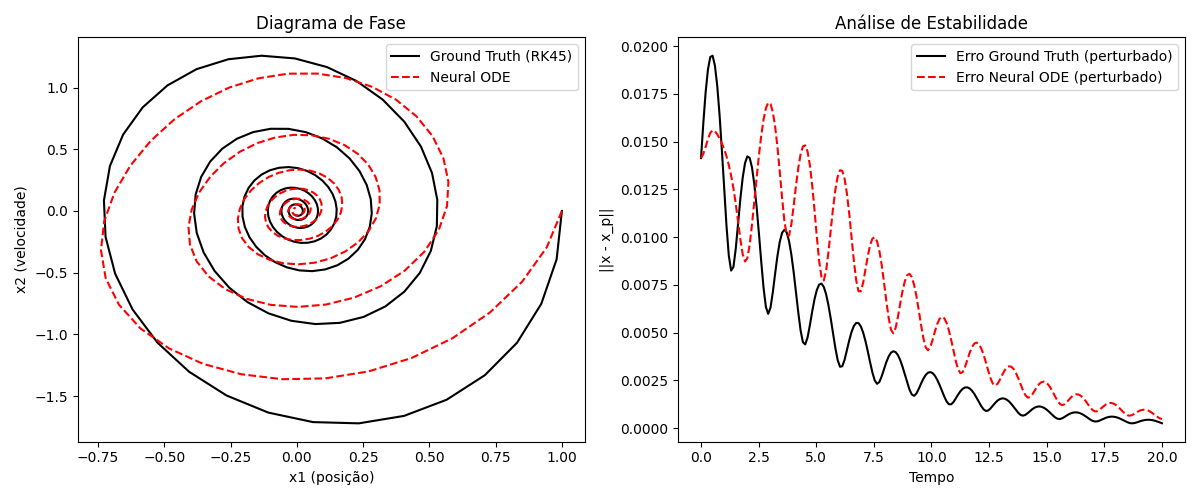 Diagrama de Fase
Ground Truth (RK45)
Neural ODE
x2 (velocidade)
1.0
0.5
0.0
−0.5
−1.0
−1.5
−0.75 −0.50 −0.25 0.00 0.25 0.50 0.75 1.00
x1 (posição)
Análise de Estabilidade
Erro Ground Truth (perturbado)
Erro Neural ODE (perturbado)
||x - x_p||
0.0200
0.0175
0.0150
0.0125
0.0100
0.0075
0.0050
0.0025
0.0000
0.0 2.5 5.0 7.5 10.0 12.5 15.0 17.5 20.0
Tempo